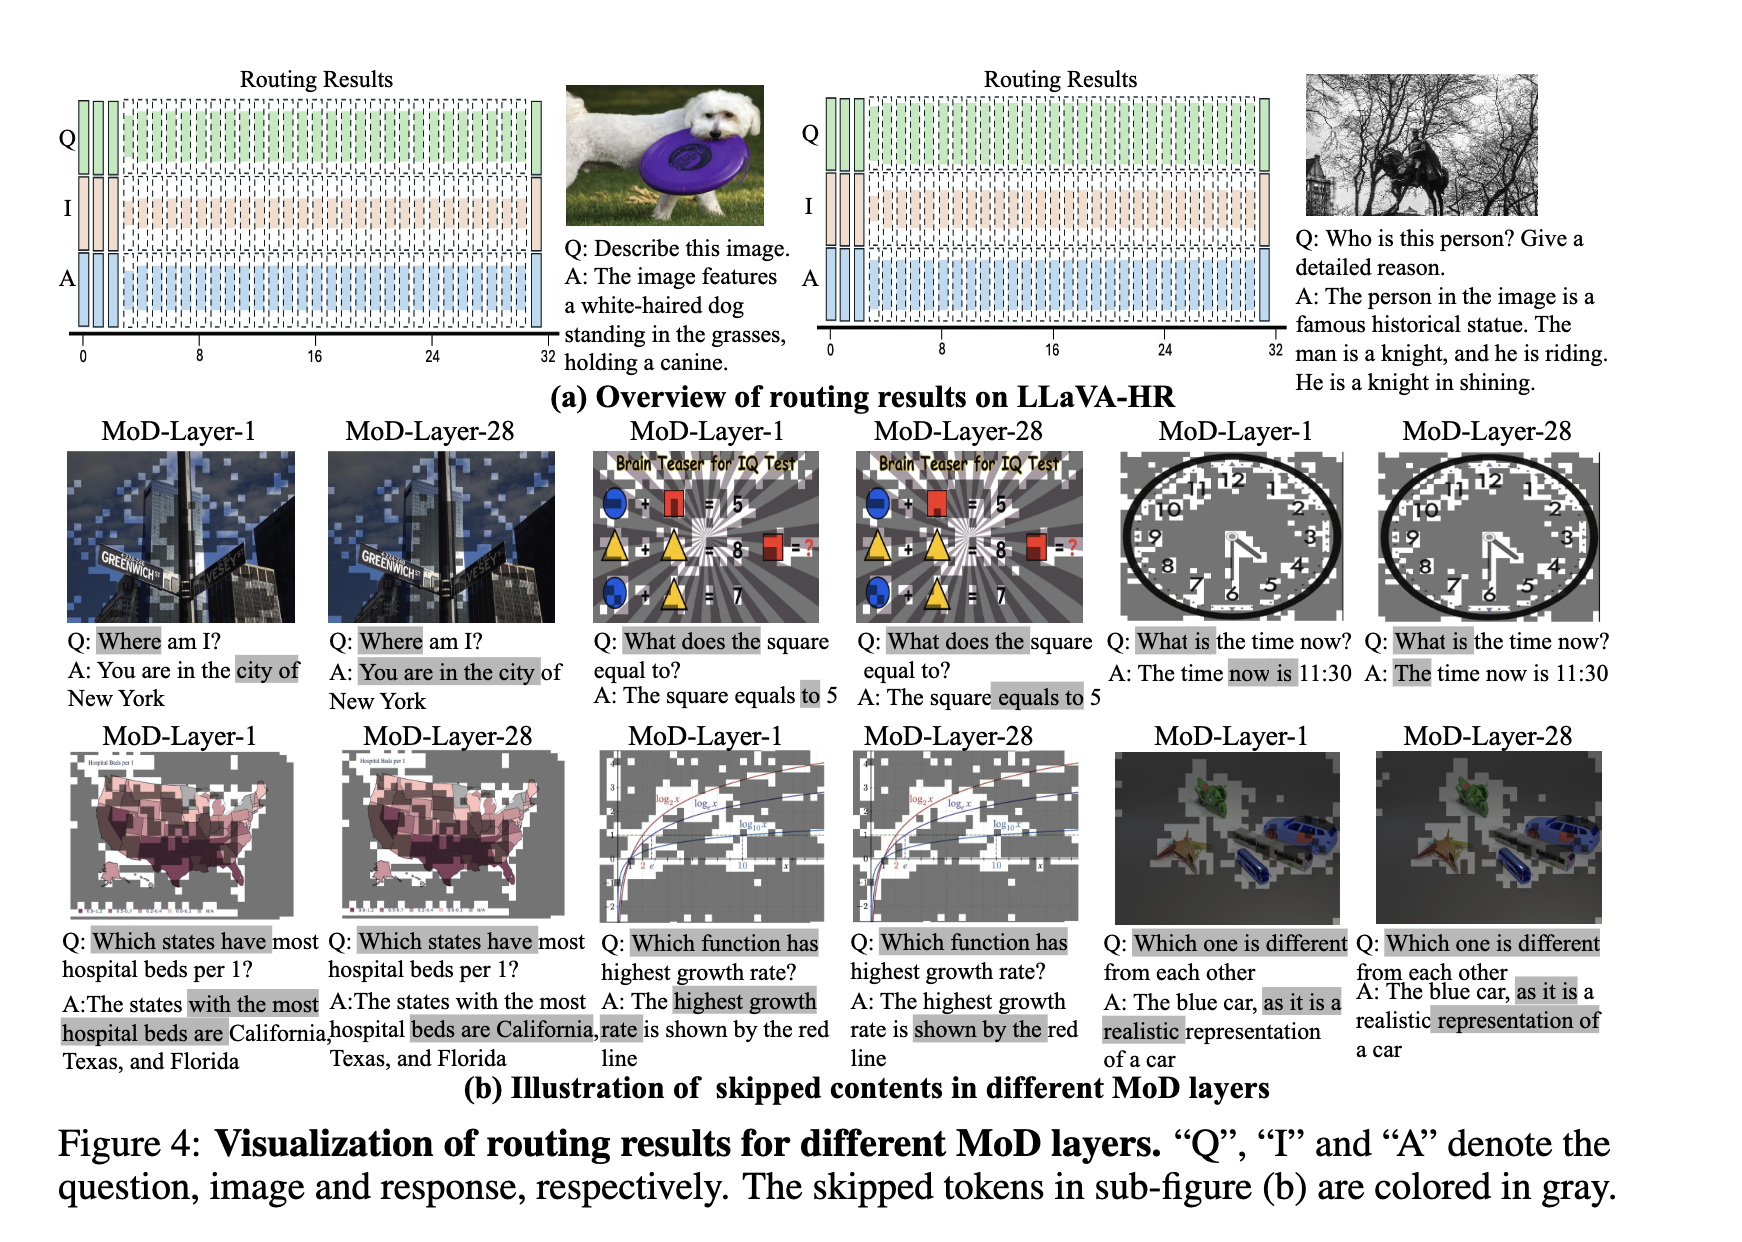 Routing Results
Q
I
A
0 8 16 24 32
Q: Describe this image.
A: The image features
a white-haired dog
standing in the grasses,
holding a canine.
Routing Results
Q
I
A
0 8 16 24 32
Q: Who is this person? Give a
detailed reason.
A: The person in the image is a
famous historical statue. The
man is a knight, and he is riding.
He is a knight in shining.
(a) Overview of routing results on LLaVA-HR
MoD-Layer-1
GREENWICH ST
VESEY ST
Q: Where am I?
A: You are in the city of
New York
MoD-Layer-28
GREENWICH ST
VESEY ST
Q: Where am I?
A: You are in the city of
New York
MoD-Layer-1
Brain Teaser for IQ Test
+ = 5
+ = 8 = ?
+ = 7
Q: What does the square
equal to?
A: The square equals to 5
MoD-Layer-28
Brain Teaser for IQ Test
+ = 5
+ = 8 = ?
+ = 7
Q: What does the square
equal to?
A: The square equals to 5
MoD-Layer-1
12 1 2 3 4 5 6 7 8 9 10 11
Q: What is the time now?
A: The time now is 11:30
MoD-Layer-28
12 1 2 3 4 5 6 7 8 9 10 11
Q: What is the time now?
A: The time now is 11:30
MoD-Layer-1
Hospital Beds per 1
Q: Which states have most
hospital beds per 1?
A:The states with the most
hospital beds are California,
Texas, and Florida
MoD-Layer-28
Hospital Beds per 1
Q: Which states have most
hospital beds per 1?
A:The states with the most
hospital beds are California,
Texas, and Florida
MoD-Layer-1
3
log₂x
logₑx
log₁₀x
1
2 e 10 x
-2
Q: Which function has
highest growth rate?
A: The highest growth
rate is shown by the red
line
MoD-Layer-28
3
log₂x
logₑx
log₁₀x
1
2 e 10 x
-2
Q: Which function has
highest growth rate?
A: The highest growth
rate is shown by the red
line
MoD-Layer-1
Q: Which one is different
from each other
A: The blue car, as it is a
realistic representation
of a car
MoD-Layer-28
Q: Which one is different
from each other
A: The blue car, as it is a
realistic representation of
a car
(b) Illustration of skipped contents in different MoD layers
Figure 4: Visualization of routing results for different MoD layers. “Q”, “I” and “A” denote the
question, image and response, respectively. The skipped tokens in sub-figure (b) are colored in gray.